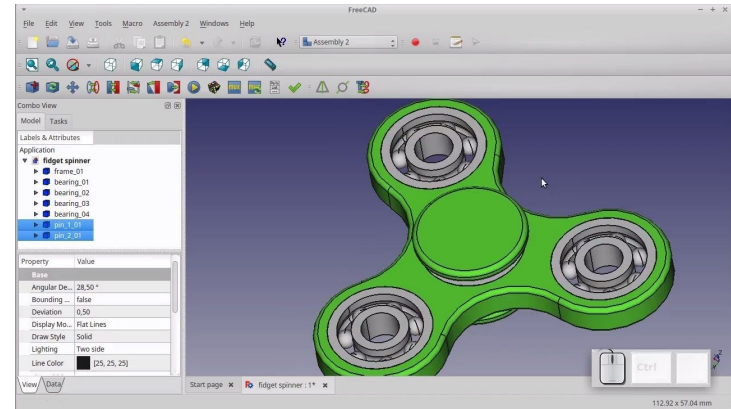 FreeCAD
File Edit View Tools Macro Assembly 2 Windows Help
Assembly 2
Combo View
Model Tasks
Labels & Attributes
Application
fidget spinner
frame_01
bearing_01
bearing_02
bearing_03
bearing_04
pin_1_01
pin_2_01
Property Value
Base
Angular De... 28,50 °
Bounding ... false
Deviation 0,50
Display Mo... Flat Lines
Draw Style Solid
Lighting Two side
Line Color [25, 25, 25]
View Data
Start page fidget spinner : 1*
Ctrl
112.92 x 57.04 mm